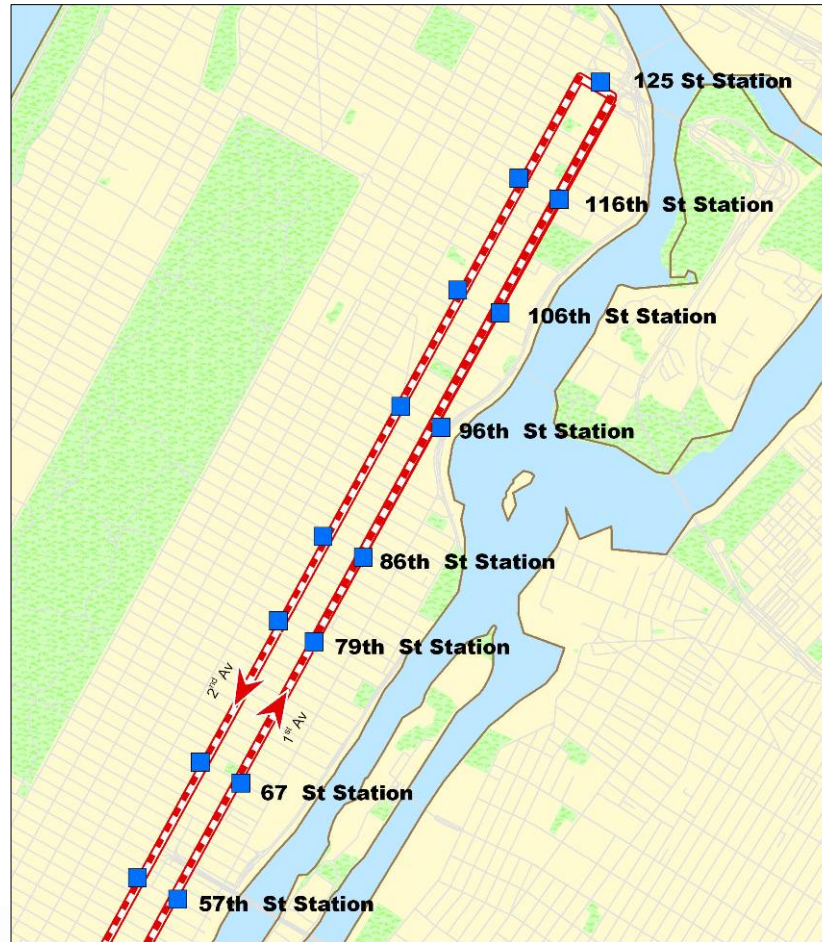 125 St Station
116th St Station
106th St Station
96th St Station
86th St Station
79th St Station
2nd Av
1st Av
67 St Station
57th St Station